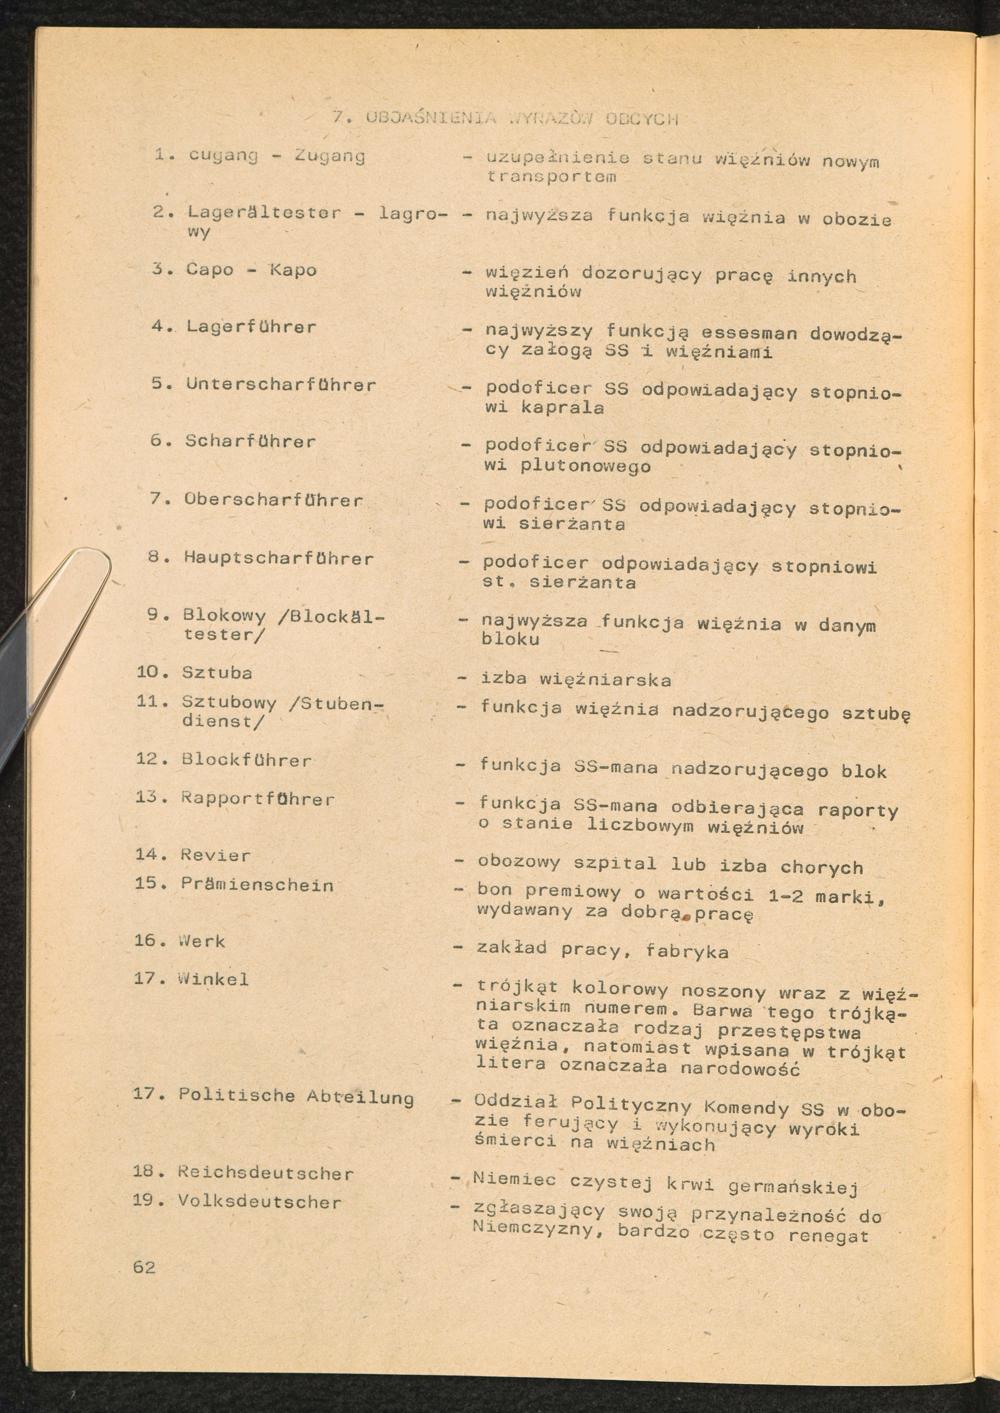 7. OBJAŚNIENIA WYRAZÓW OBCYCH
1. cugang - Zugang - uzupełnienie stanu więźniów nowym
transportem
2. Lagerältester - lagro- - najwyższa funkcja więźnia w obozie
wy
3. Capo - Kapo - więzień dozorujący pracę innych
więźniów
4. Lagerführer - najwyższy funkcją essesman dowodzą-
cy załogą SS i więźniami
5. Unterscharführer - podoficer SS odpowiadający stopnio-
wi kaprala
6. Scharführer - podoficer SS odpowiadający stopnio-
wi plutonowego
7. Oberscharführer - podoficer SS odpowiadający stopnio-
wi sierżanta
8. Hauptscharführer - podoficer odpowiadający stopniowi
st. sierżanta
9. Blokowy /Blockäl- - najwyższa funkcja więźnia w danym
tester/ bloku
10. Sztuba - izba więźniarska
11. Sztubowy /Stuben- - funkcja więźnia nadzorującego sztubę
dienst/
12. Blockführer - funkcja SS-mana nadzorującego blok
13. Rapportführer - funkcja SS-mana odbierająca raporty
o stanie liczbowym więźniów
14. Revier - obozowy szpital lub izba chorych
15. Prämienschein - bon premiowy o wartości 1-2 marki,
wydawany za dobrą pracę
16. Werk - zakład pracy, fabryka
17. Winkel - trójkąt kolorowy noszony wraz z więź-
niarskim numerem. Barwa tego trójką-
ta oznaczała rodzaj przestępstwa
więźnia, natomiast wpisana w trójkąt
litera oznaczała narodowość
17. Politische Abteilung - Oddział Polityczny Komendy SS w obo-
zie ferujący i wykonujący wyroki
śmierci na więźniach
18. Reichsdeutscher - Niemiec czystej krwi germańskiej
19. Volksdeutscher - zgłaszający swoją przynależność do
Niemczyzny, bardzo często renegat
62